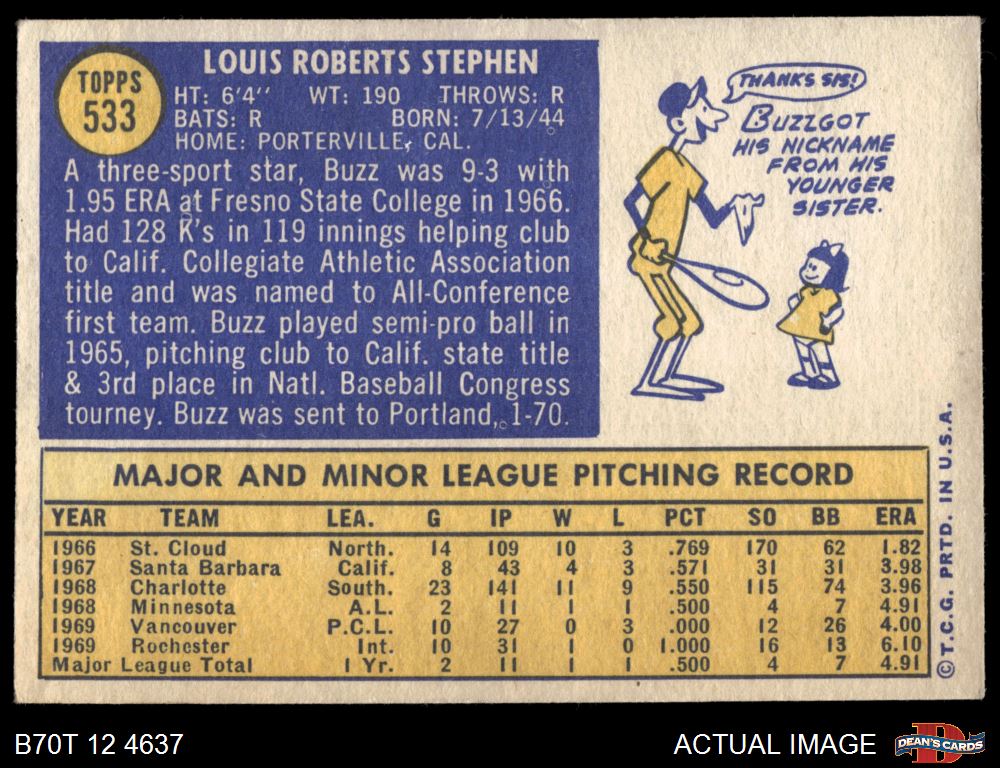 TOPPS
533
LOUIS ROBERTS STEPHEN
HT: 6'4'' WT: 190 THROWS: R
BATS: R BORN: 7/13/44
HOME: PORTERVILLE, CAL.
A three-sport star, Buzz was 9-3 with
1.95 ERA at Fresno State College in 1966.
Had 128 K's in 119 innings helping club
to Calif. Collegiate Athletic Association
title and was named to All-Conference
first team. Buzz played semi-pro ball in
1965, pitching club to Calif. state title
& 3rd place in Natl. Baseball Congress
tourney. Buzz was sent to Portland, 1-70.
THANKS SIS!
BUZZ GOT
HIS NICKNAME
FROM HIS
YOUNGER
SISTER.
MAJOR AND MINOR LEAGUE PITCHING RECORD
YEAR TEAM LEA. G IP W L PCT SO BB ERA
1966 St. Cloud North. 14 109 10 3 .769 170 62 1.82
1967 Santa Barbara Calif. 8 43 4 3 .571 31 31 3.98
1968 Charlotte South. 23 141 11 9 .550 115 74 3.96
1968 Minnesota A.L. 2 11 1 1 .500 4 7 4.91
1969 Vancouver P.C.L. 10 27 0 3 .000 12 26 4.00
1969 Rochester Int. 10 31 1 0 1.000 16 13 6.10
Major League Total 1 Yr. 2 11 1 1 .500 4 7 4.91
© T.C.G. PRTD. IN U.S.A.
B70T 12 4637
ACTUAL IMAGE
D
DEAN'S CARDS